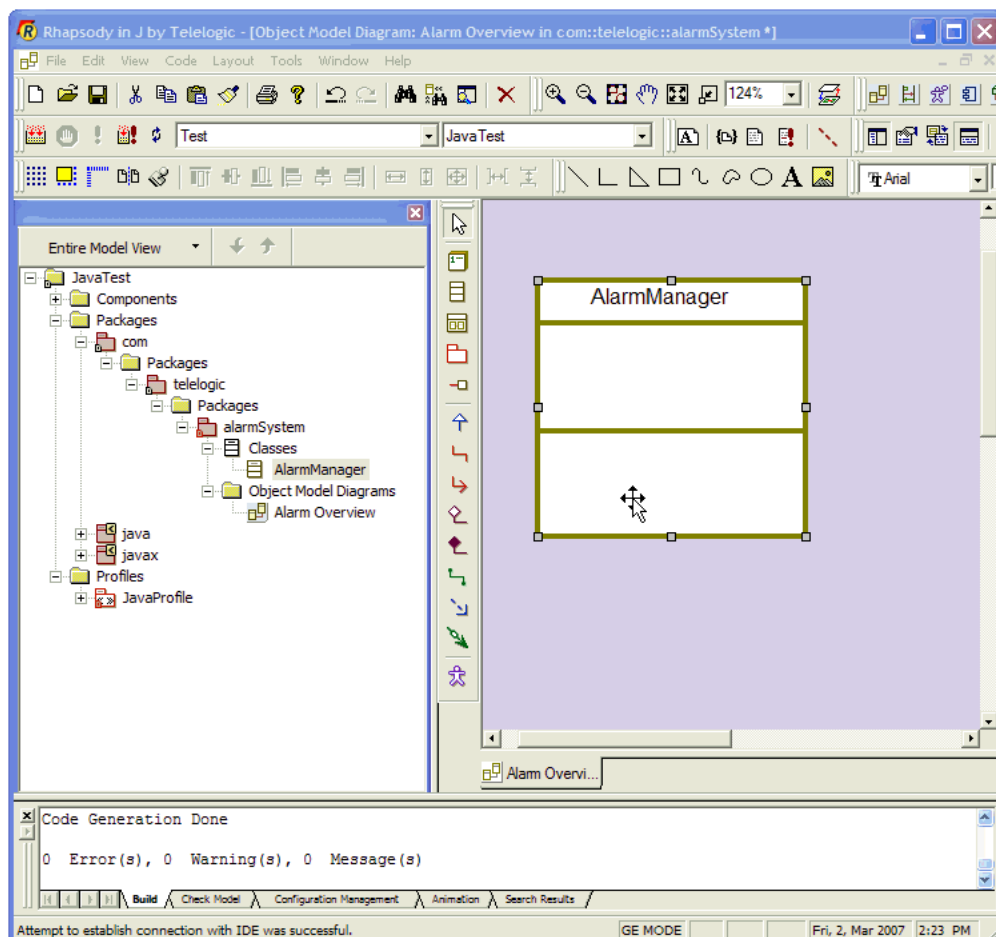 Rhapsody in J by Telelogic - [Object Model Diagram: Alarm Overview in com::telelogic::alarmSystem *]
File Edit View Code Layout Tools Window Help
124%
Test JavaTest
Arial
Entire Model View
JavaTest
Components
Packages
com
Packages
telelogic
Packages
alarmSystem
Classes
AlarmManager
Object Model Diagrams
Alarm Overview
java
javax
Profiles
JavaProfile
AlarmManager
Alarm Overvi...
Code Generation Done
0 Error(s), 0 Warning(s), 0 Message(s)
Build Check Model Configuration Management Animation Search Results
Attempt to establish connection with IDE was successful. GE MODE Fri, 2, Mar 2007 2:23 PM